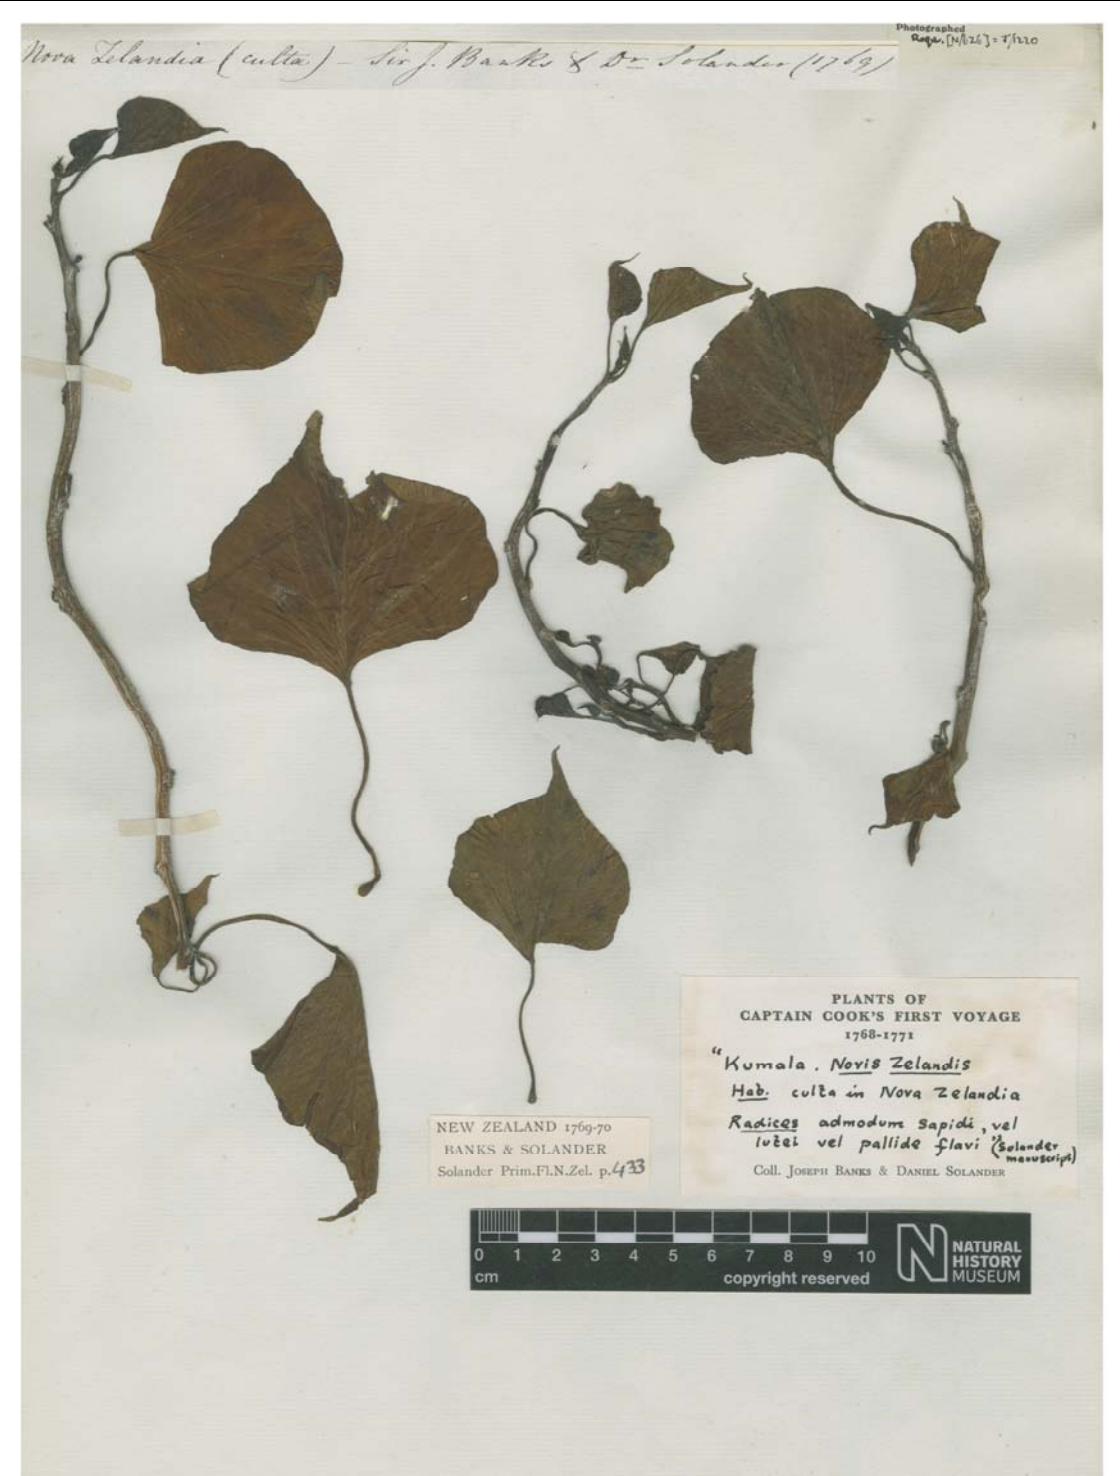 Photographed
Nova Zelandia (culta) - Sir J. Banks & Dr Solander (1769)
PLANTS OF
CAPTAIN COOK'S FIRST VOYAGE
1768-1771
"Kumala. Novis Zelandis
Hab. culta in Nova Zelandia
Radices admodum sapidi, vel
lutei vel pallide flavi" (Solander
manuscript)
Coll. JOSEPH BANKS & DANIEL SOLANDER
NEW ZEALAND 1769-70
BANKS & SOLANDER
Solander Prim.Fl.N.Zel. p.433
0 1 2 3 4 5 6 7 8 9 10
cm
copyright reserved
NATURAL
HISTORY
MUSEUM